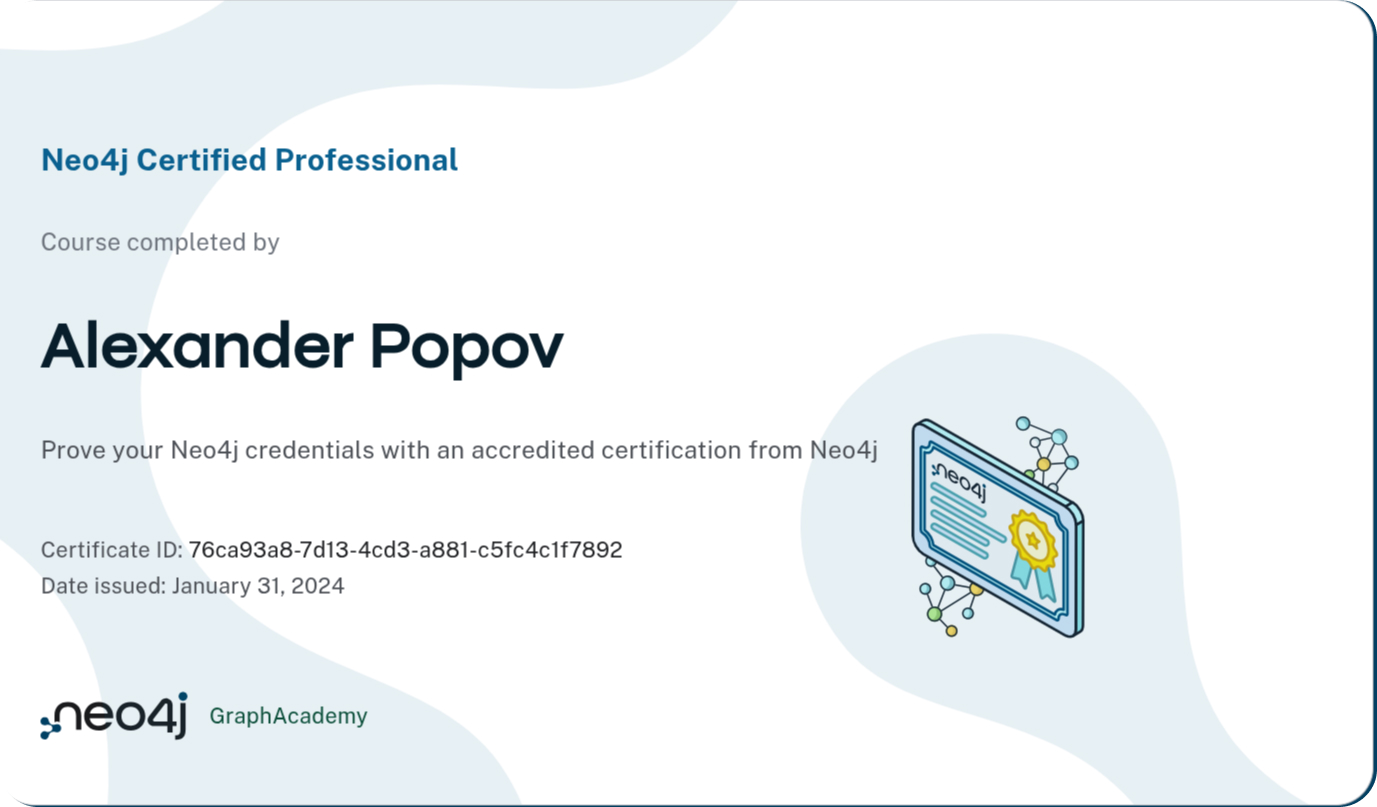 Neo4j Certified Professional
Course completed by
Alexander Popov
Prove your Neo4j credentials with an accredited certification from Neo4j
neo4j
Certificate ID: 76ca93a8-7d13-4cd3-a881-c5fc4c1f7892
Date issued: January 31, 2024
neo4j GraphAcademy